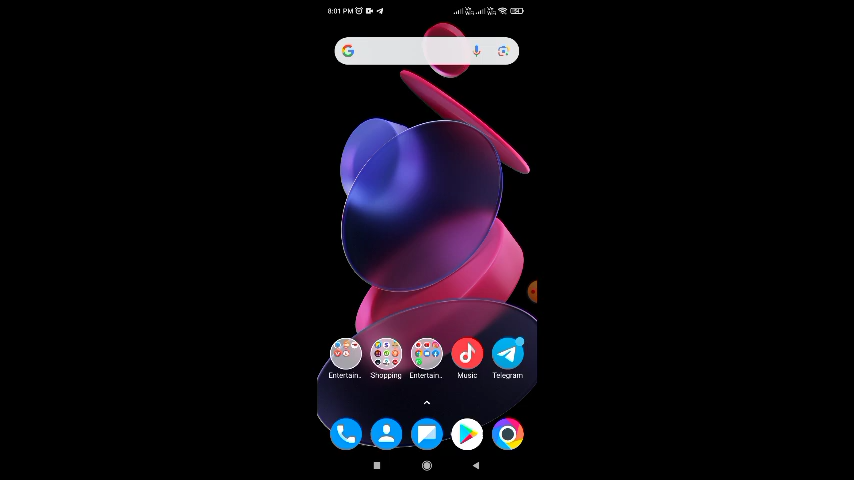 8:01 PM
Entertain..
Shopping
Entertain..
Music
Telegram